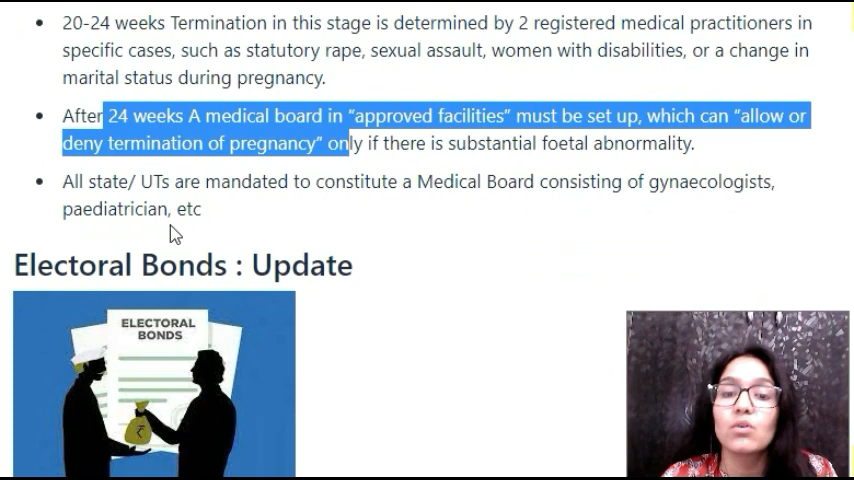 20-24 weeks Termination in this stage is determined by 2 registered medical practitioners in
specific cases, such as statutory rape, sexual assault, women with disabilities, or a change in
marital status during pregnancy.
After 24 weeks A medical board in “approved facilities” must be set up, which can “allow or
deny termination of pregnancy” only if there is substantial foetal abnormality.
All state/ UTs are mandated to constitute a Medical Board consisting of gynaecologists,
paediatrician, etc
Electoral Bonds : Update
ELECTORAL
BONDS
₹